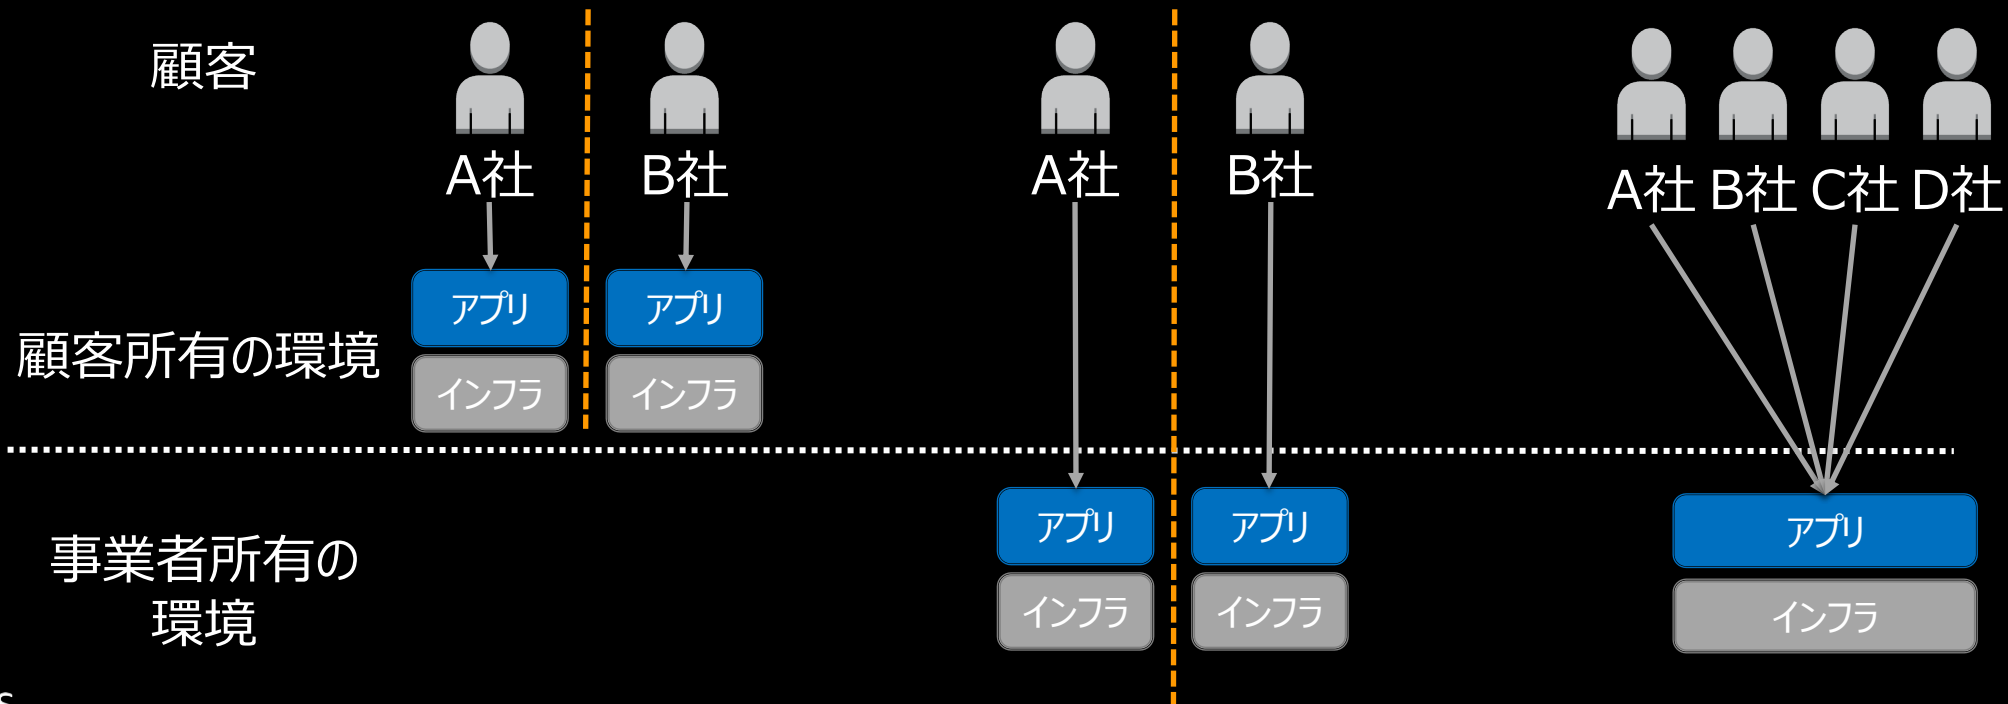 顧客
A社
B社
A社
B社
A社
B社
C社
D社
顧客所有の環境
アプリ
アプリ
インフラ
インフラ
事業者所有の
環境
アプリ
アプリ
アプリ
インフラ
インフラ
インフラ